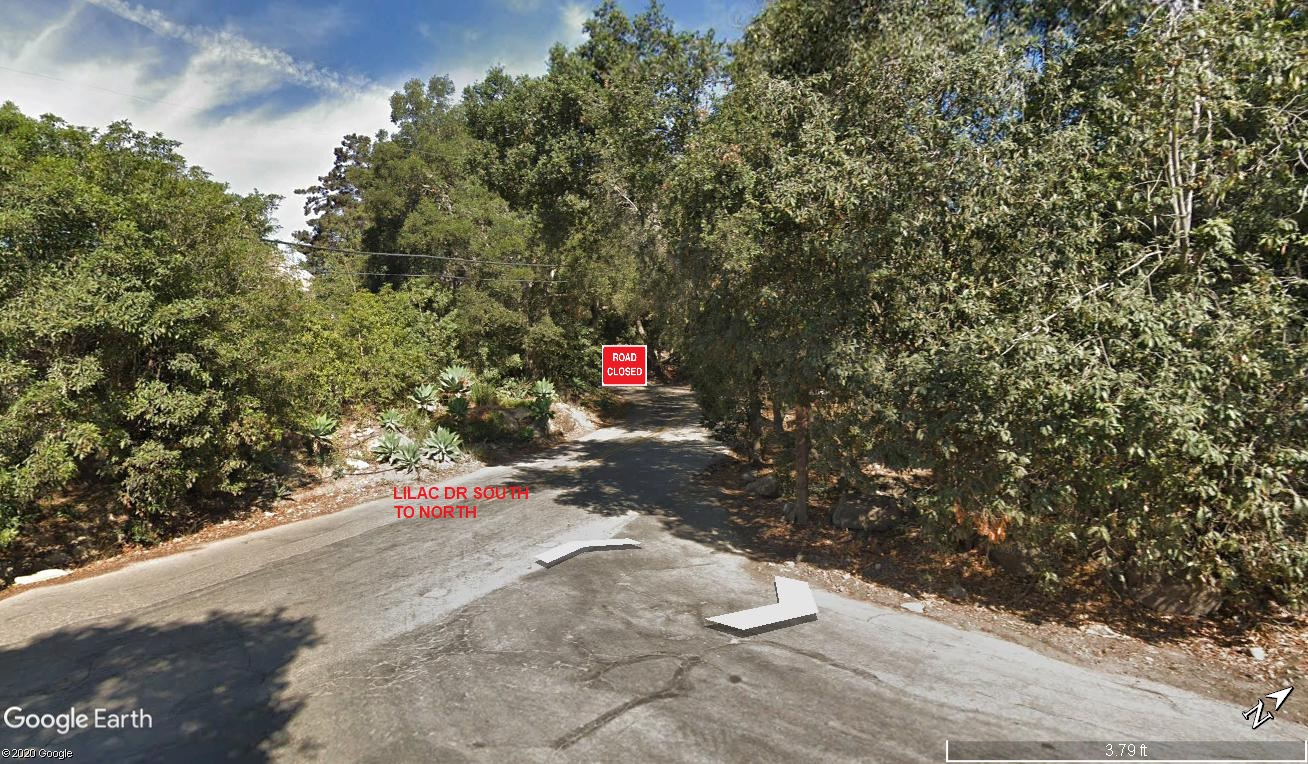 ROAD
CLOSED
LILAC DR SOUTH
TO NORTH
Google Earth
©2020 Google
N
3.79 ft